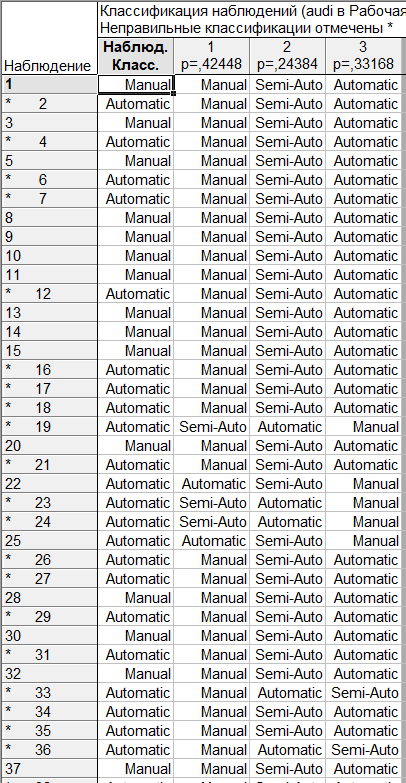 Классификация наблюдений (audi в Рабочая
Неправильные классификации отмечены *
Наблюдение Наблюд. Класс. 1 p=,42448 2 p=,24384 3 p=,33168
1 Manual Manual Semi-Auto Automatic
* 2 Automatic Manual Semi-Auto Automatic
3 Manual Manual Semi-Auto Automatic
* 4 Automatic Manual Semi-Auto Automatic
5 Manual Manual Semi-Auto Automatic
* 6 Automatic Manual Semi-Auto Automatic
* 7 Automatic Manual Semi-Auto Automatic
8 Manual Manual Semi-Auto Automatic
9 Manual Manual Semi-Auto Automatic
10 Manual Manual Semi-Auto Automatic
11 Manual Manual Semi-Auto Automatic
* 12 Automatic Manual Semi-Auto Automatic
13 Manual Manual Semi-Auto Automatic
14 Manual Manual Semi-Auto Automatic
15 Manual Manual Semi-Auto Automatic
* 16 Automatic Manual Semi-Auto Automatic
* 17 Automatic Manual Semi-Auto Automatic
* 18 Automatic Manual Semi-Auto Automatic
* 19 Automatic Semi-Auto Automatic Manual
20 Manual Manual Semi-Auto Automatic
* 21 Automatic Manual Semi-Auto Automatic
22 Automatic Automatic Semi-Auto Manual
* 23 Automatic Semi-Auto Automatic Manual
* 24 Automatic Semi-Auto Automatic Manual
25 Automatic Automatic Semi-Auto Manual
* 26 Automatic Manual Semi-Auto Automatic
* 27 Automatic Manual Semi-Auto Automatic
28 Manual Manual Semi-Auto Automatic
* 29 Automatic Manual Semi-Auto Automatic
30 Manual Manual Semi-Auto Automatic
* 31 Automatic Manual Semi-Auto Automatic
32 Manual Manual Semi-Auto Automatic
* 33 Automatic Manual Automatic Semi-Auto
* 34 Automatic Manual Semi-Auto Automatic
* 35 Automatic Manual Semi-Auto Automatic
* 36 Automatic Manual Automatic Semi-Auto
37 Manual Manual Semi-Auto Automatic